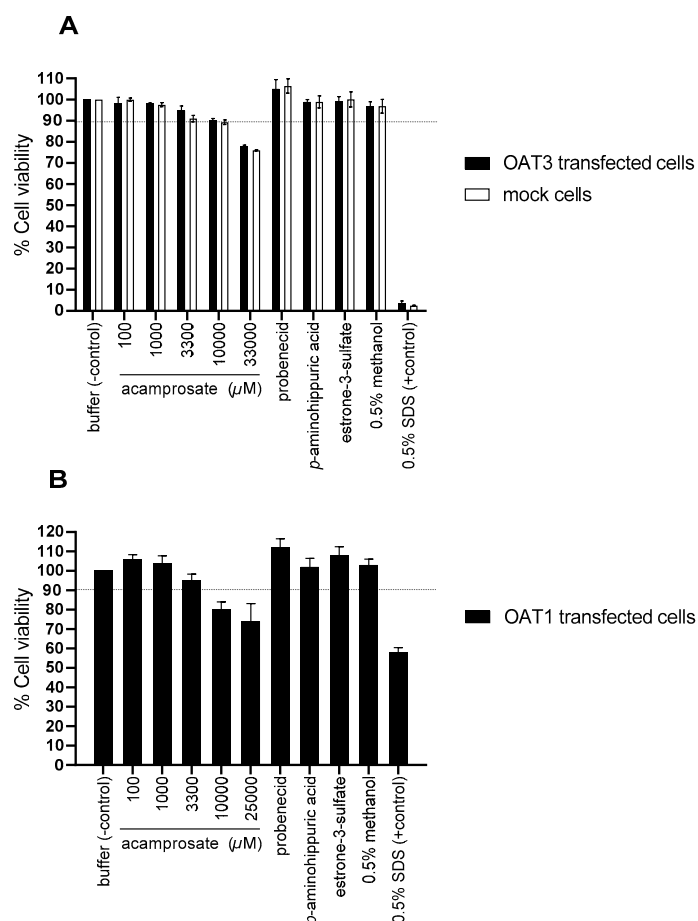 A
% Cell viability
110
100
90
80
70
60
50
40
30
20
10
0
buffer (-control)
100
1000
3300
10000
33000
acamprosate (µM)
probenecid
p-aminohippuric acid
estrone-3-sulfate
0.5% methanol
0.5% SDS (+control)
OAT3 transfected cells
mock cells
B
% Cell viability
120
110
100
90
80
70
60
50
40
30
20
10
0
buffer (-control)
100
1000
3300
10000
25000
acamprosate (µM)
probenecid
p-aminohippuric acid
estrone-3-sulfate
0.5% methanol
0.5% SDS (+control)
OAT1 transfected cells